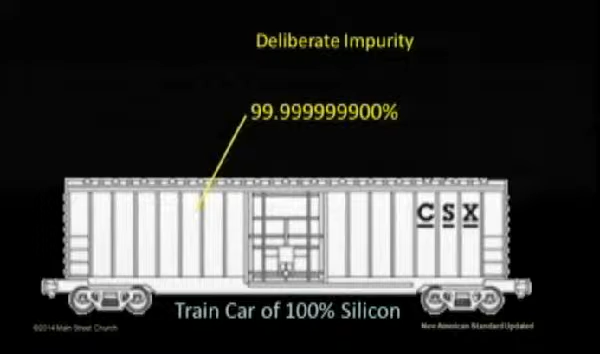 Deliberate Impurity
99.999999900%
CSX
Train Car of 100% Silicon
©2014 Main Street Church
New American Standard Updated